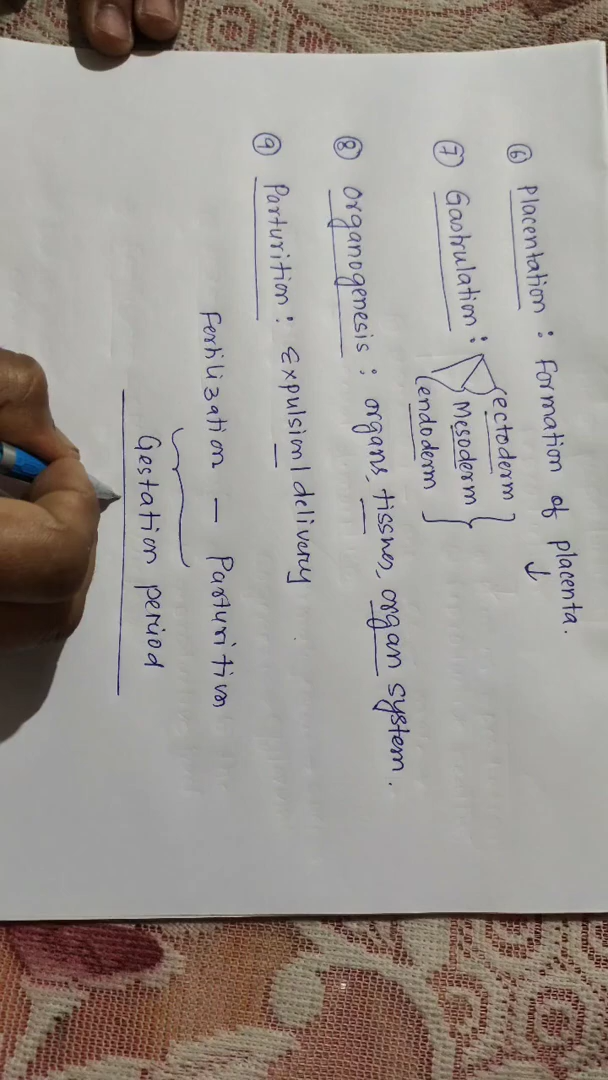 ⑥ Placentation : formation of placenta.
⑦ Gastrulation : ectoderm
Mesoderm
endoderm
⑧ Organogenesis : organs, tissues, organ system.
⑨ Parturition : Expulsion/delivery
Fertilization — Parturition
Gestation period